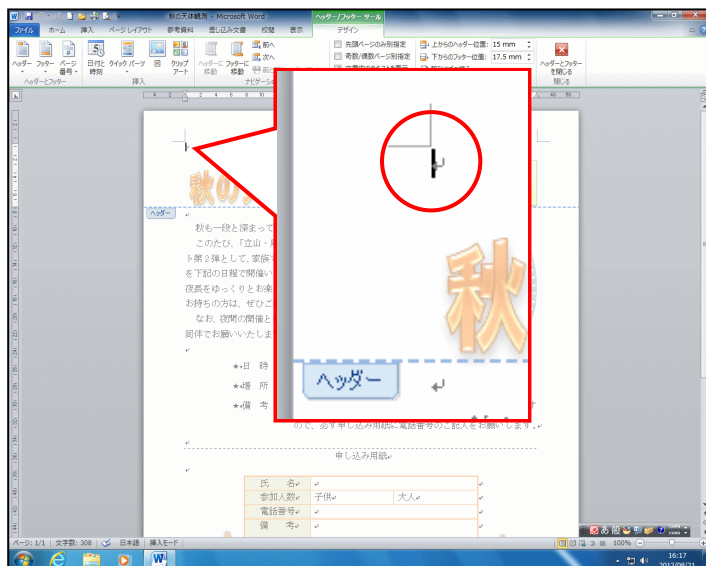 秋の天体観測 - Microsoft Word
ヘッダー/フッター ツール
ファイル ホーム 挿入 ページ レイアウト 参考資料 差し込み文書 校閲 表示 デザイン
ヘッダー フッター ページ番号 日付と時刻 クイック パーツ 図 クリップ アート ヘッダーに移動 フッターに移動 前へ 次へ
先頭ページのみ別指定 上からのヘッダー位置: 15 mm
奇数/偶数ページ別指定 下からのフッター位置: 17.5 mm
ヘッダーとフッターを閉じる
ヘッダーとフッター 挿入 閉じる
秋の
秋
ヘッダー
ヘッダー
秋も一段と深まって
このたび、「立山・
ト第2弾として、家族
を下記の日程で開催い
夜長をゆっくりとお楽
お持ちの方は、ぜひご
なお、夜間の開催と
同伴でお願いいたしま
★日 時
★場 所
★備 考
ので、必ず申し込み用紙に電話番号のご記入をお願いします。
申し込み用紙
氏 名
参加人数 子供 大人
電話番号
備 考
ページ: 1/1 文字数: 308 日本語 挿入モード 100%
あ 般
16:17
2012/08/21